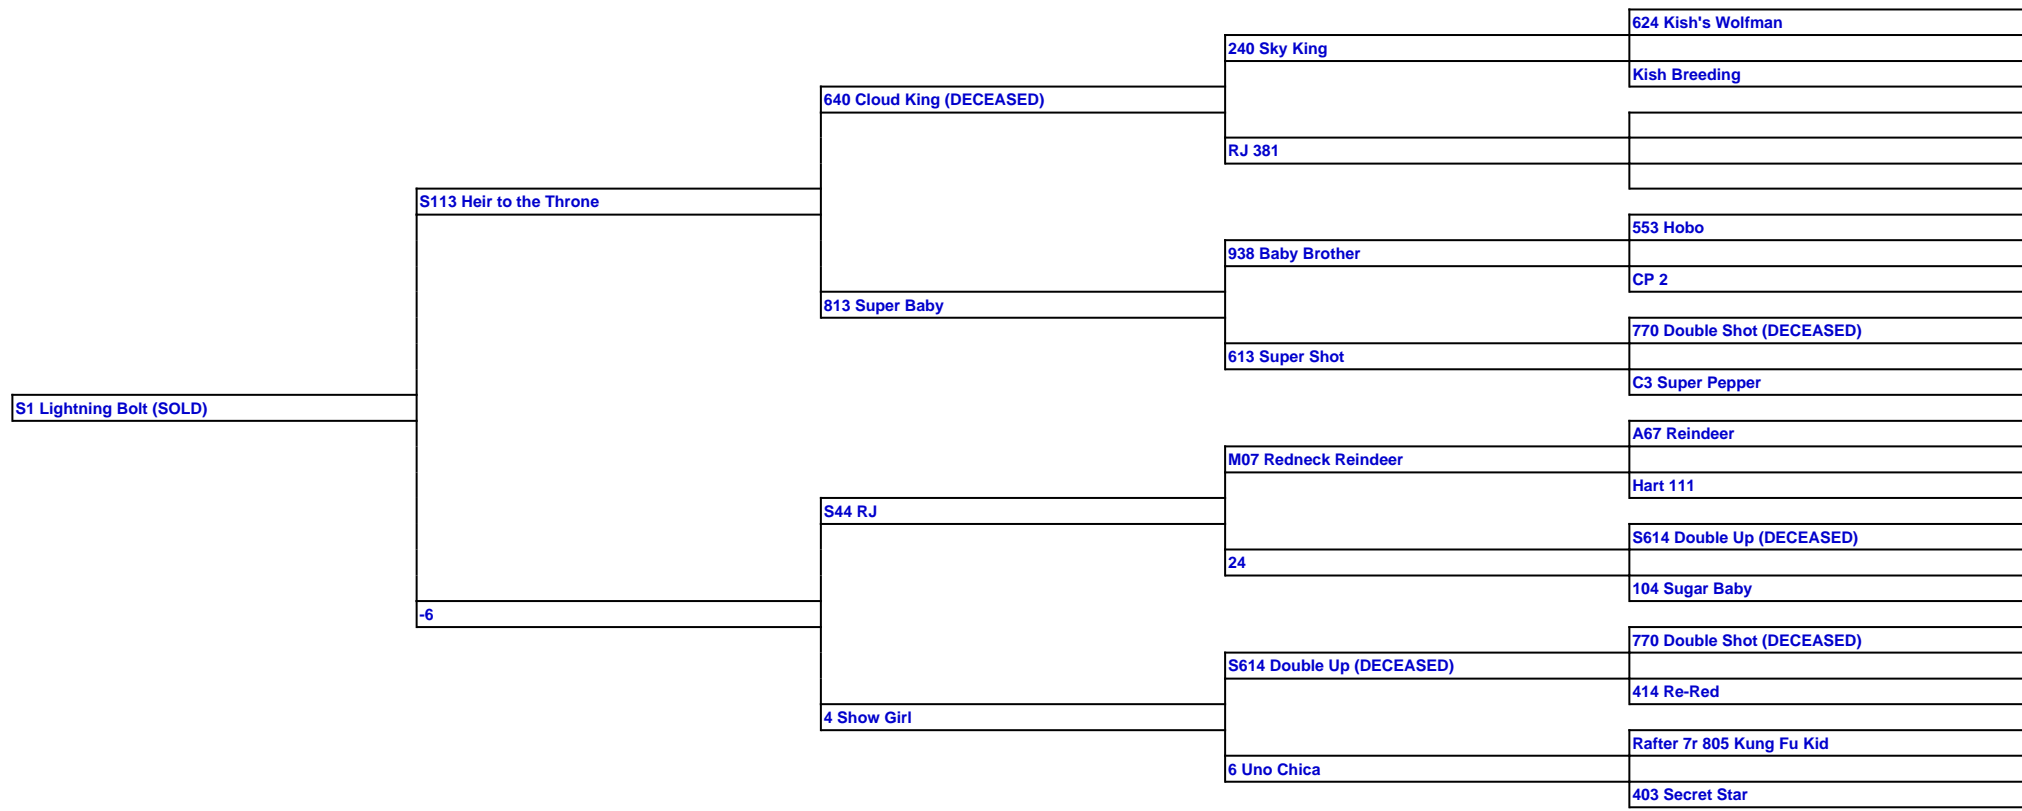 624 Kish's Wolfman
240 Sky King
Kish Breeding
640 Cloud King (DECEASED)
RJ 381
S113 Heir to the Throne
553 Hobo
938 Baby Brother
CP 2
813 Super Baby
770 Double Shot (DECEASED)
613 Super Shot
C3 Super Pepper
S1 Lightning Bolt (SOLD)
A67 Reindeer
M07 Redneck Reindeer
Hart 111
S44 RJ
S614 Double Up (DECEASED)
24
104 Sugar Baby
-6
770 Double Shot (DECEASED)
S614 Double Up (DECEASED)
414 Re-Red
4 Show Girl
Rafter 7r 805 Kung Fu Kid
6 Uno Chica
403 Secret Star